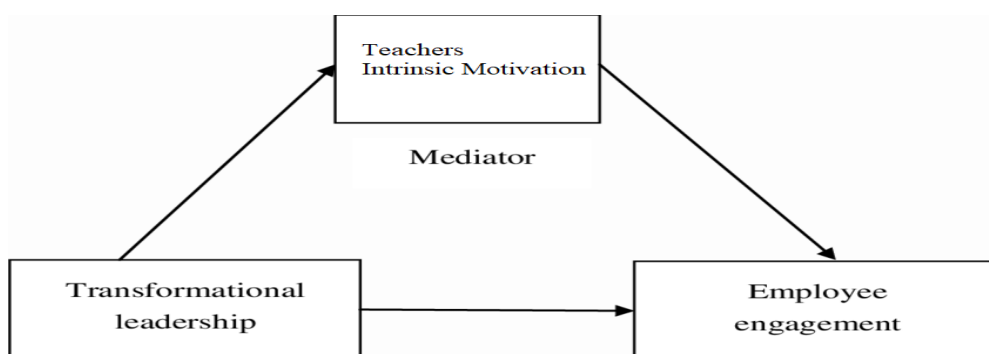 Teachers
Intrinsic Motivation
Mediator
Transformational
leadership
Employee
engagement